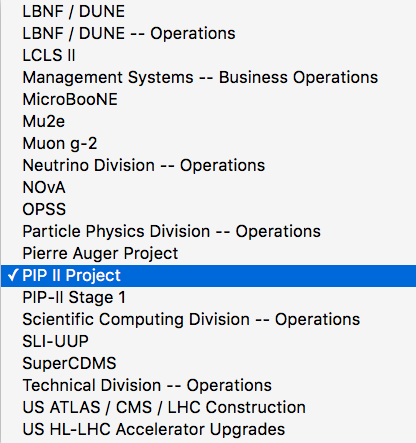 LBNF / DUNE
LBNF / DUNE -- Operations
LCLS II
Management Systems -- Business Operations
MicroBooNE
Mu2e
Muon g-2
Neutrino Division -- Operations
NOvA
OPSS
Particle Physics Division -- Operations
Pierre Auger Project
✓ PIP II Project
PIP-II Stage 1
Scientific Computing Division -- Operations
SLI-UUP
SuperCDMS
Technical Division -- Operations
US ATLAS / CMS / LHC Construction
US HL-LHC Accelerator Upgrades